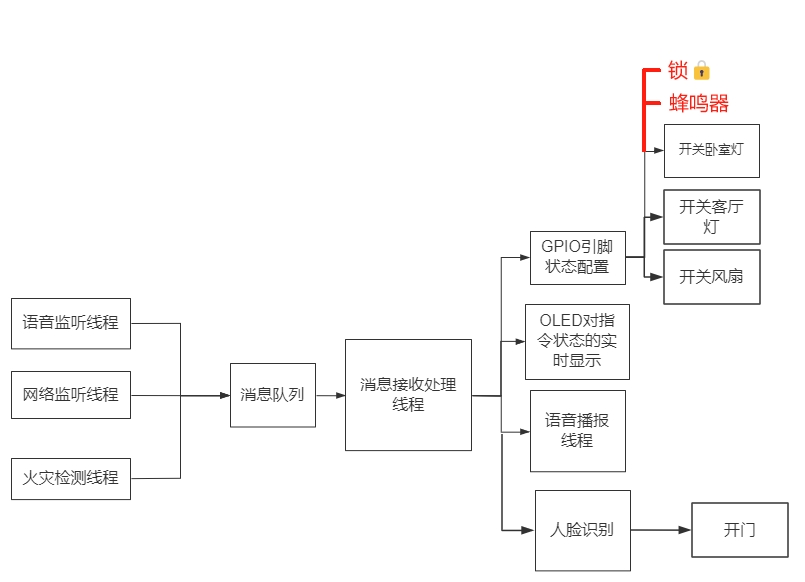 锁🔒
蜂鸣器
开关卧室灯
开关客厅
灯
GPIO引脚
状态配置
开关风扇
语音监听线程
OLED对指
令状态的实
时显示
网络监听线程
消息队列
消息接收处理
线程
语音播报
线程
火灾检测线程
人脸识别
开门